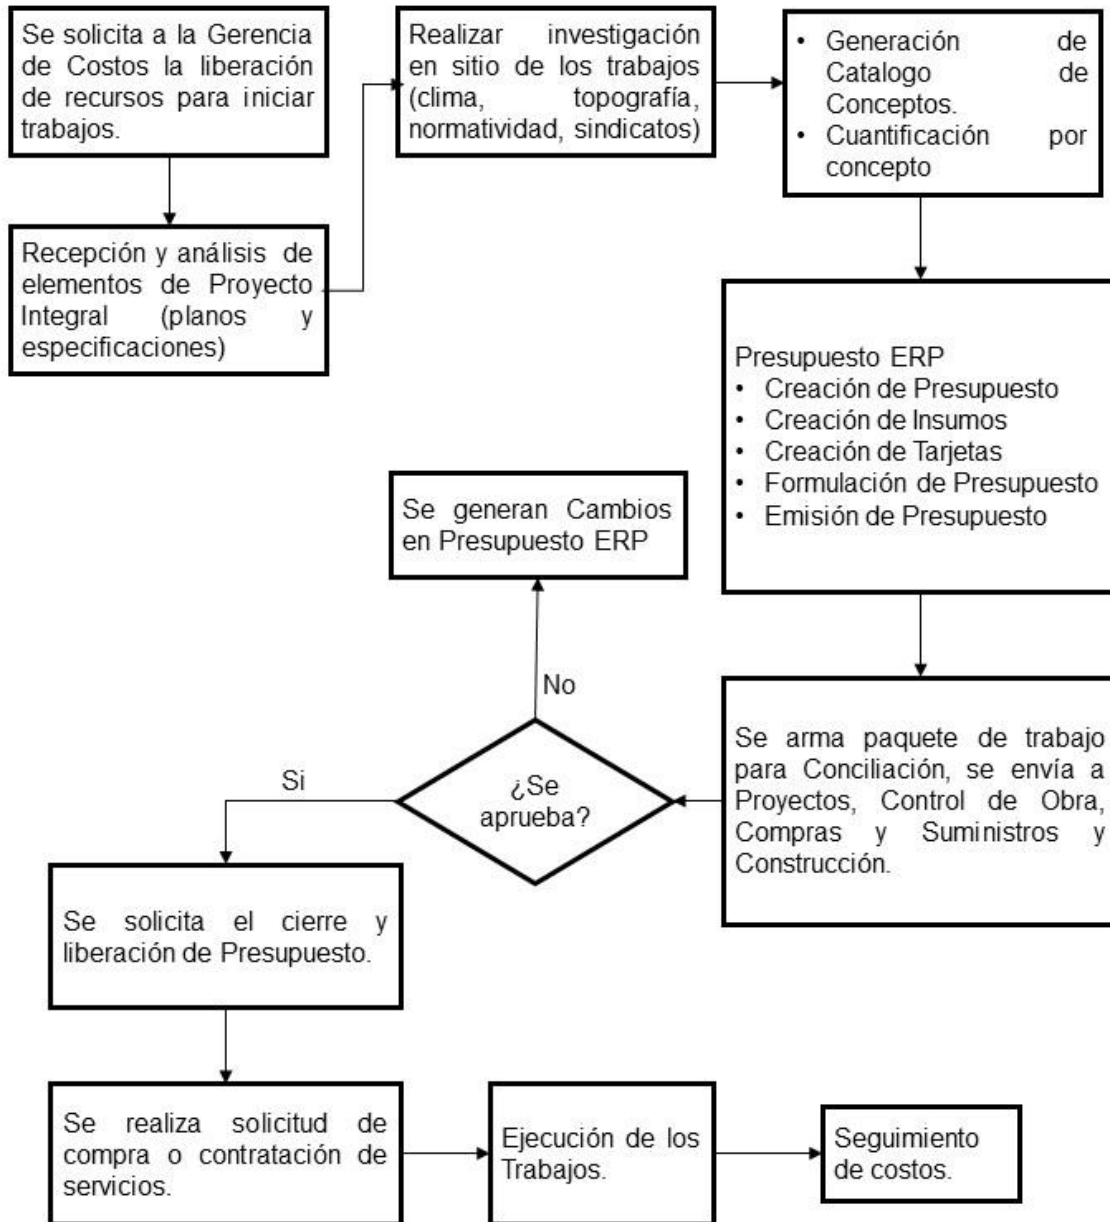 Se solicita a la Gerencia
de Costos la liberación
de recursos para iniciar
trabajos.
Recepción y análisis de
elementos de Proyecto
Integral (planos y
especificaciones)
Realizar investigación
en sitio de los trabajos
(clima, topografía,
normatividad, sindicatos)
• Generación de
Catalogo de
Conceptos.
• Cuantificación por
concepto
Presupuesto ERP
• Creación de Presupuesto
• Creación de Insumos
• Creación de Tarjetas
• Formulación de Presupuesto
• Emisión de Presupuesto
Se arma paquete de trabajo
para Conciliación, se envía a
Proyectos, Control de Obra,
Compras y Suministros y
Construcción.
¿Se
aprueba?
No
Se generan Cambios
en Presupuesto ERP
Si
Se solicita el cierre y
liberación de Presupuesto.
Se realiza solicitud de
compra o contratación de
servicios.
Ejecución de los
Trabajos.
Seguimiento
de costos.